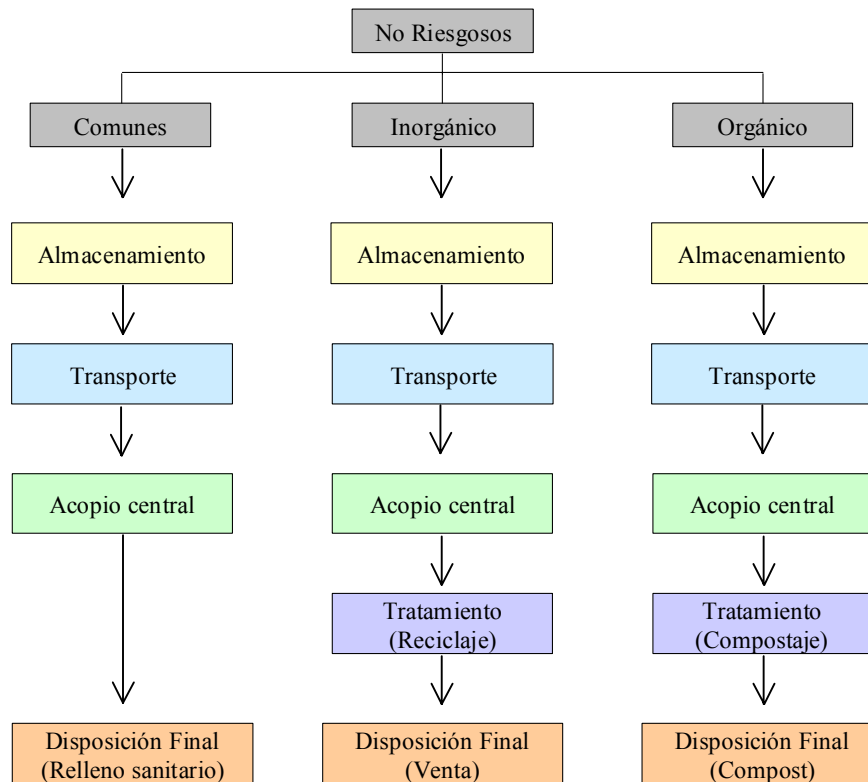 No Riesgosos
Comunes
Inorgánico
Orgánico
Almacenamiento
Almacenamiento
Almacenamiento
Transporte
Transporte
Transporte
Acopio central
Acopio central
Acopio central
Tratamiento
(Reciclaje)
Tratamiento
(Compostaje)
Disposición Final
(Relleno sanitario)
Disposición Final
(Venta)
Disposición Final
(Compost)